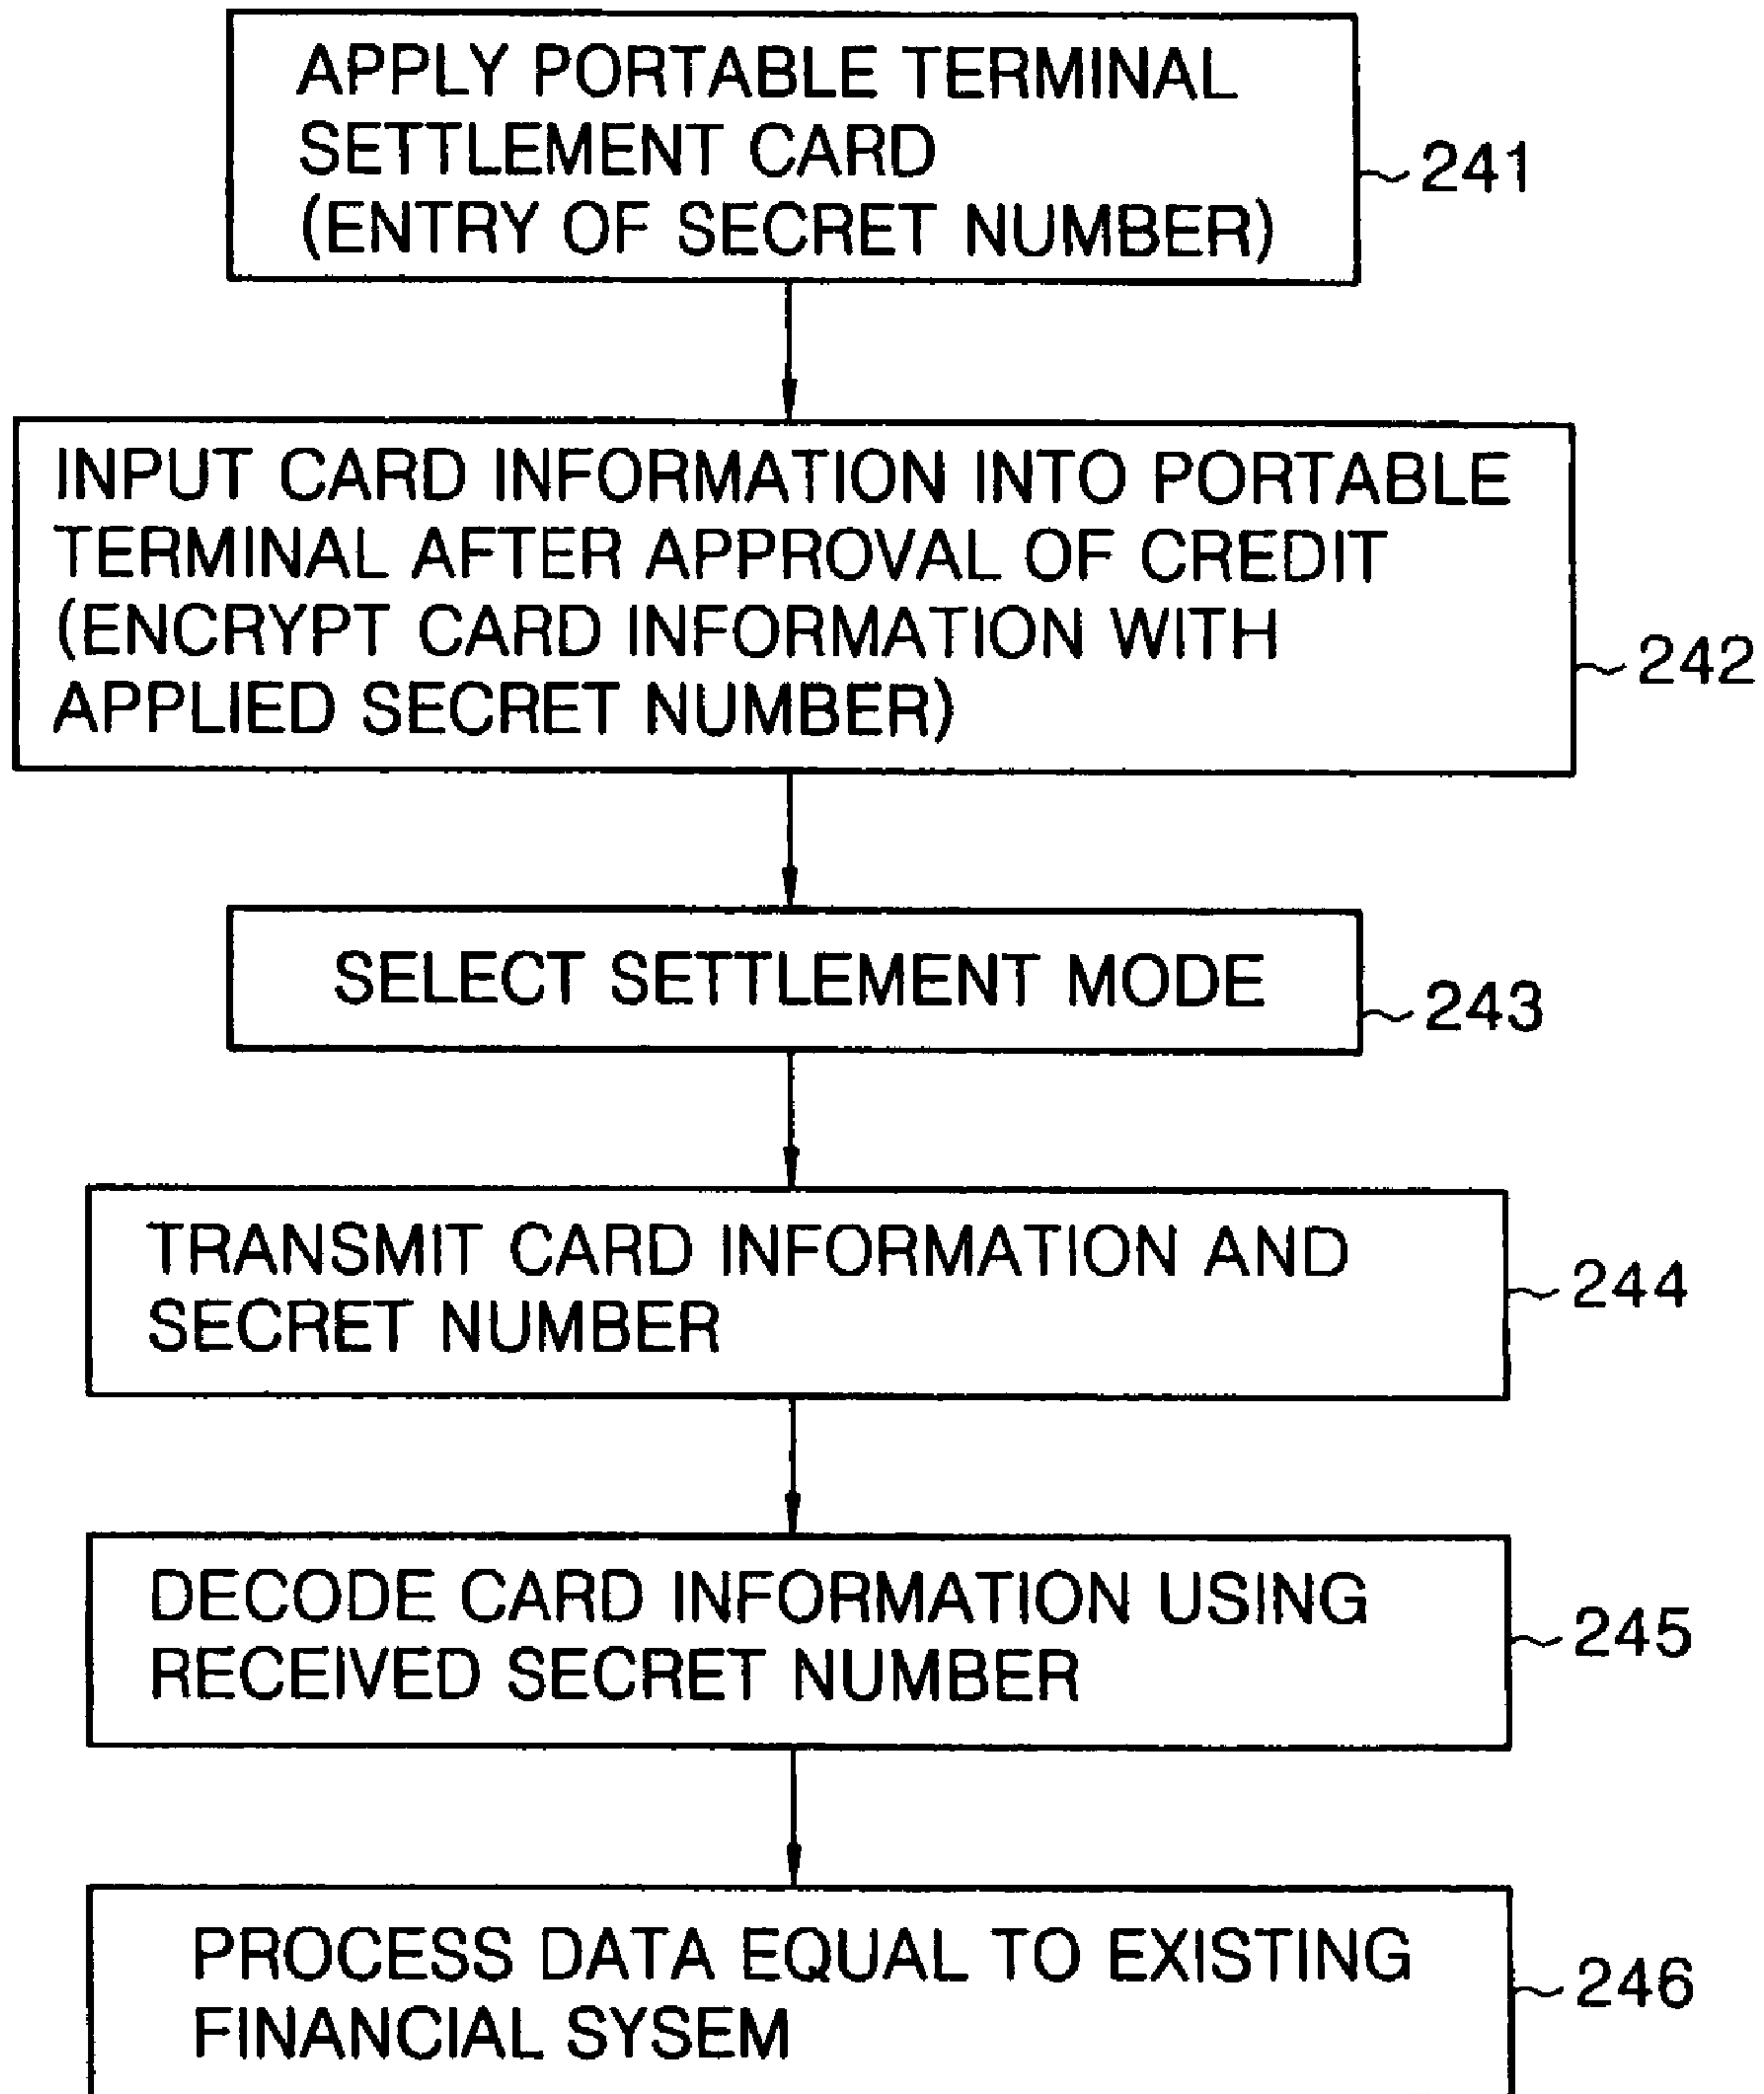 APPLY PORTABLE TERMINAL
SETTLEMENT CARD
(ENTRY OF SECRET NUMBER)
241
INPUT CARD INFORMATION INTO PORTABLE
TERMINAL AFTER APPROVAL OF CREDIT
(ENCRYPT CARD INFORMATION WITH
APPLIED SECRET NUMBER)
242
SELECT SETTLEMENT MODE
243
TRANSMIT CARD INFORMATION AND
SECRET NUMBER
244
DECODE CARD INFORMATION USING
RECEIVED SECRET NUMBER
245
PROCESS DATA EQUAL TO EXISTING
FINANCIAL SYSEM
246